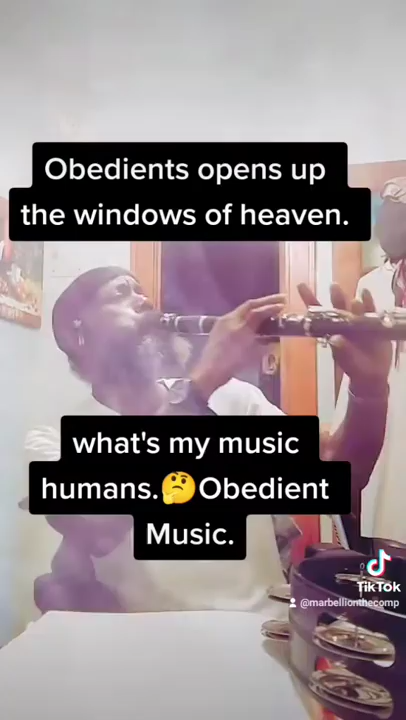 Obedients opens up
the windows of heaven.
what's my music
humans.🤔Obedient
Music.
TikTok
@marbellionthecomp